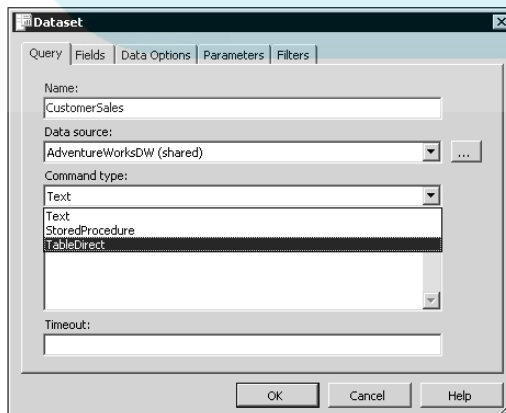 Dataset
Query Fields Data Options Parameters Filters
Name:
CustomerSales
Data source:
AdventureWorksDW (shared)
...
Command type:
Text
Text
StoredProcedure
TableDirect
Timeout:
OK Cancel Help